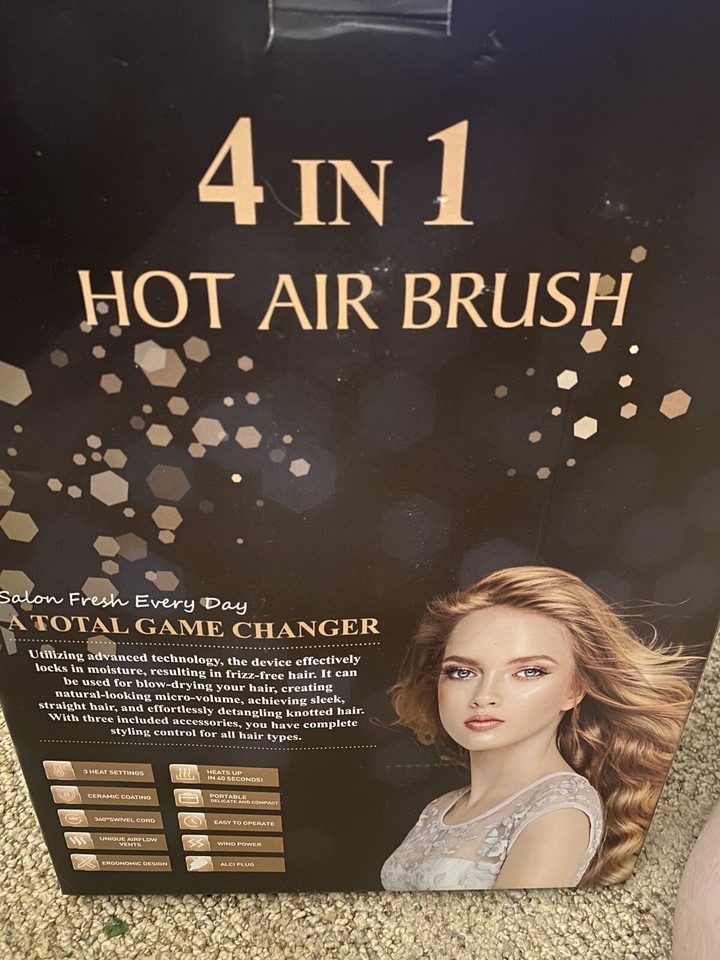 4 IN 1
HOT AIR BRUSH
Salon Fresh Every Day
A TOTAL GAME CHANGER
Utilizing advanced technology, the device effectively
locks in moisture, resulting in frizz-free hair. It can
be used for blow-drying your hair, creating
natural-looking micro-volume, achieving sleek,
straight hair, and effortlessly detangling knotted hair.
With three included accessories, you have complete
styling control for all hair types.
3 HEAT SETTINGS
HEATS UP
IN 40 SECONDS!
CERAMIC COATING
PORTABLE
DELICATE AND COMPACT
360°SWIVEL CORD
EASY TO OPERATE
UNIQUE AIRFLOW
VENTS
WIND POWER
ERGONOMIC DESIGN
ALCI PLUG